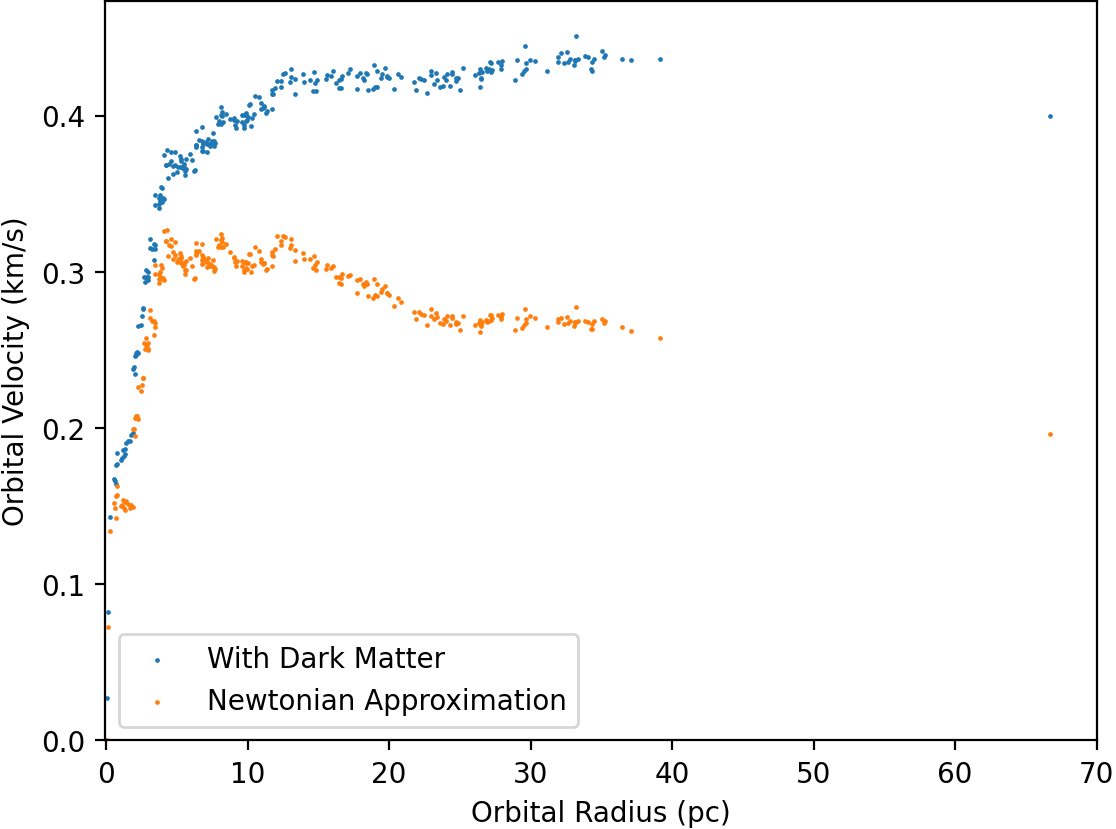 Orbital Velocity (km/s)
0.4
0.3
0.2
0.1
0.0
With Dark Matter
Newtonian Approximation
0 10 20 30 40 50 60 70
Orbital Radius (pc)